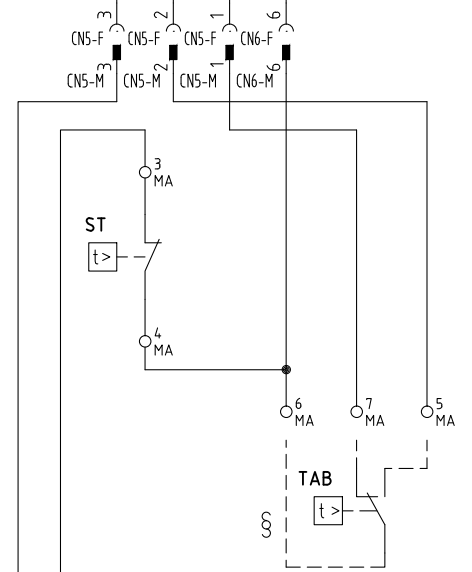 3 2 1 6
CN5-F CN5-F CN5-F CN6-F
3 2 1 6
CN5-M CN5-M CN5-M CN6-M
3
MA
ST
t>
4
MA
6 7 5
MA MA MA
TAB
t>